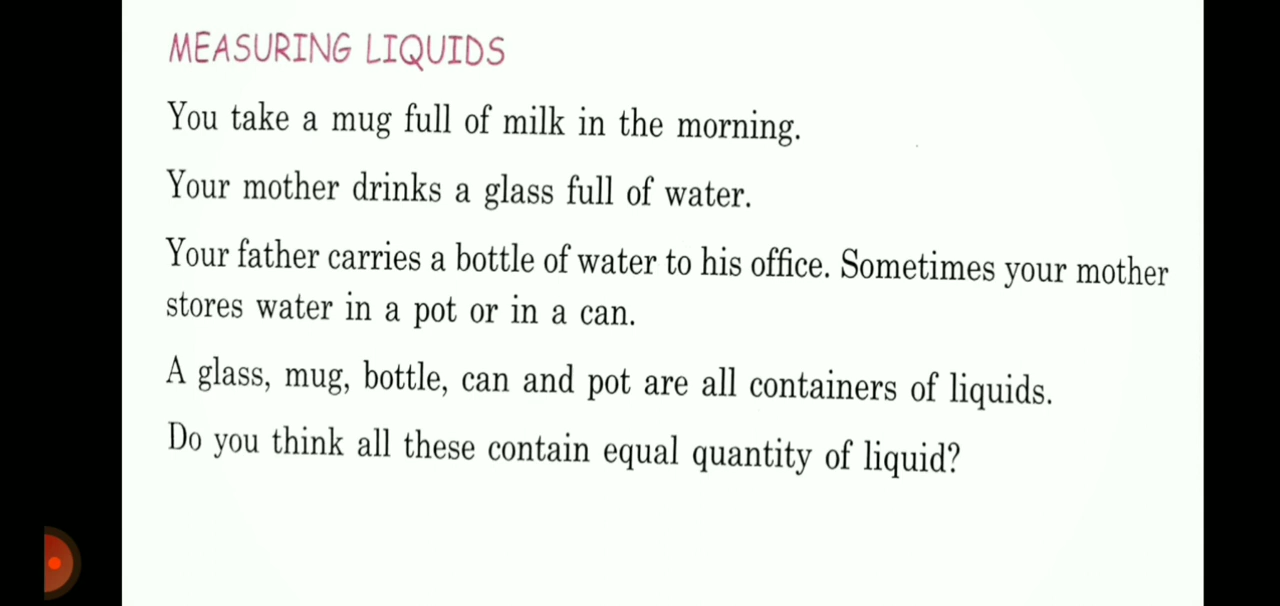 MEASURING LIQUIDS
You take a mug full of milk in the morning.
Your mother drinks a glass full of water.
Your father carries a bottle of water to his office. Sometimes your mother
stores water in a pot or in a can.
A glass, mug, bottle, can and pot are all containers of liquids.
Do you think all these contain equal quantity of liquid?